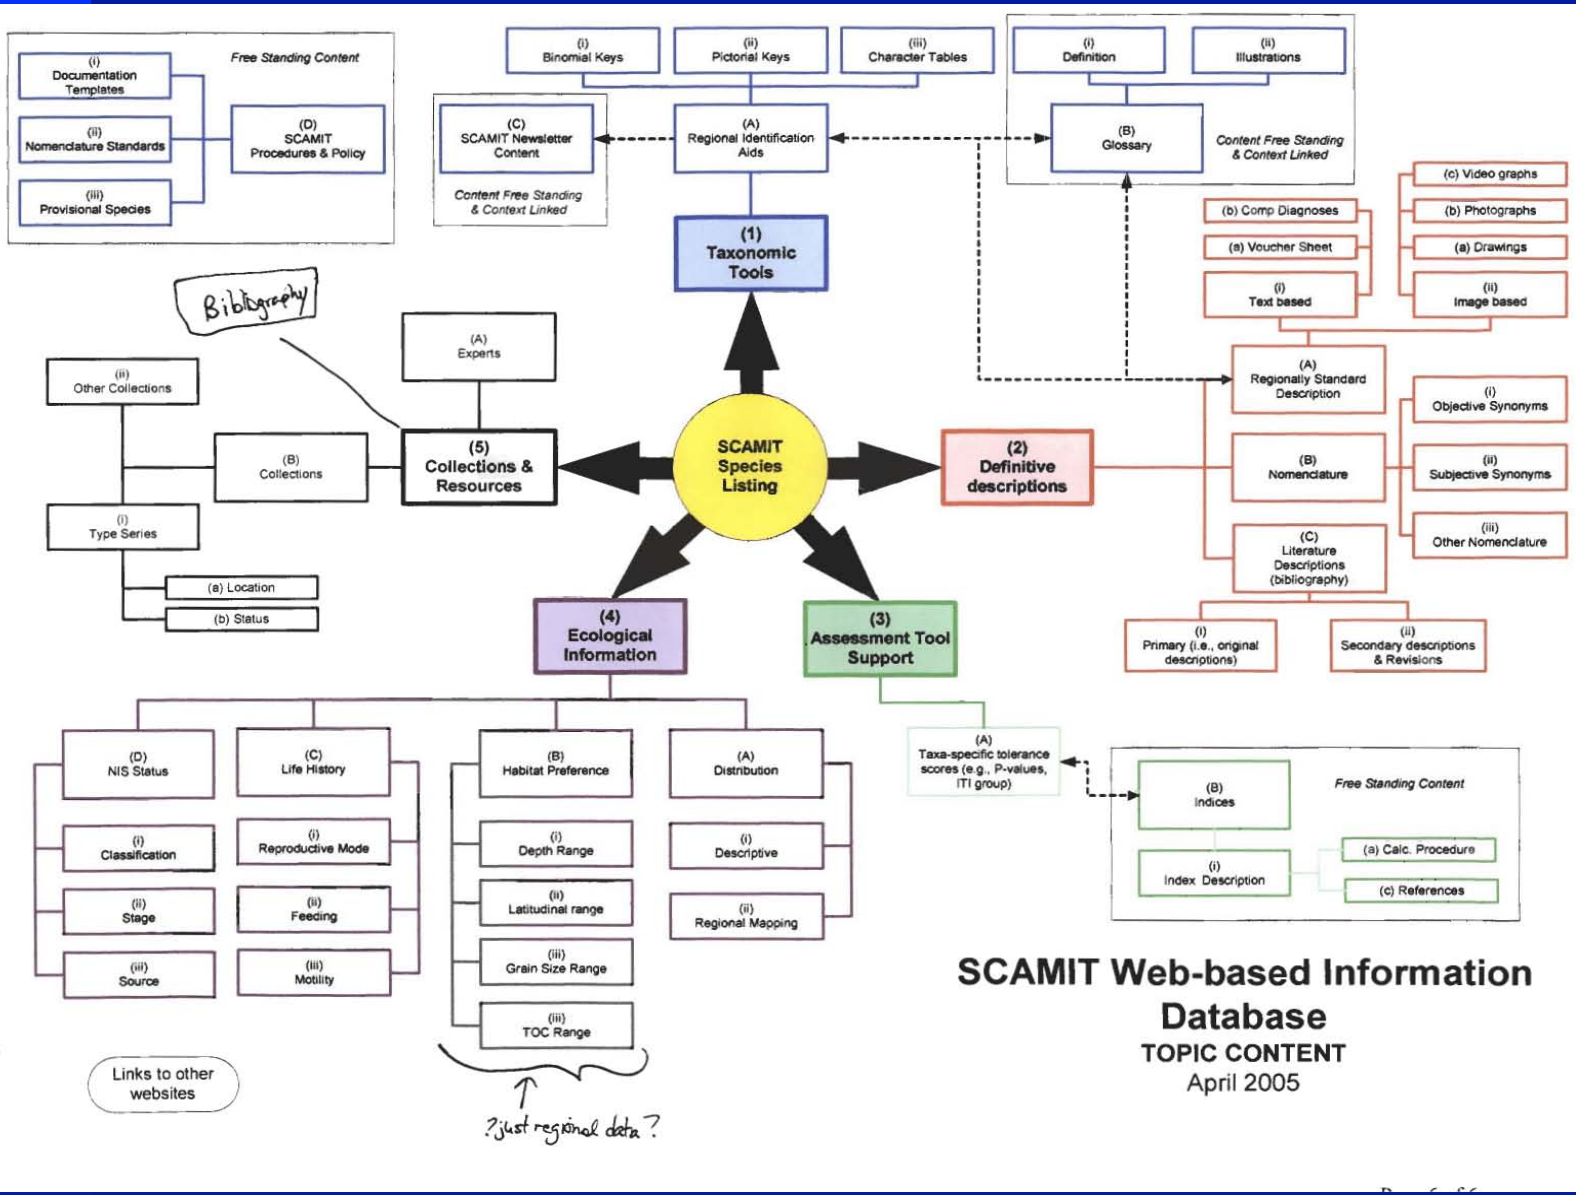 Free Standing Content
(i)
Documentation
Templates
(ii)
Nomenclature Standards
(iii)
Provisional Species
(D)
SCAMIT
Procedures & Policy
(i)
Binomial Keys
(ii)
Pictorial Keys
(iii)
Character Tables
(C)
SCAMIT Newsletter
Content
Content Free Standing
& Context Linked
(A)
Regional Identification
Aids
(i)
Definition
(ii)
Illustrations
(B)
Glossary
Content Free Standing
& Context Linked
(1)
Taxonomic
Tools
(c) Video graphs
(b) Photographs
(a) Drawings
(ii)
Image based
(b) Comp Diagnoses
(a) Voucher Sheet
(i)
Text based
(A)
Regionally Standard
Description
(i)
Objective Synonyms
(B)
Nomenclature
(ii)
Subjective Synonyms
(iii)
Other Nomenclature
(C)
Literature
Descriptions
(bibliography)
(i)
Primary (i.e., original
descriptions)
(ii)
Secondary descriptions
& Revisions
Bibliography
(A)
Experts
(ii)
Other Collections
(B)
Collections
(5)
Collections &
Resources
SCAMIT
Species
Listing
(2)
Definitive
descriptions
(i)
Type Series
(a) Location
(b) Status
(4)
Ecological
Information
(3)
Assessment Tool
Support
(D)
NIS Status
(i)
Classification
(ii)
Stage
(iii)
Source
(C)
Life History
(i)
Reproductive Mode
(ii)
Feeding
(iii)
Motility
(B)
Habitat Preference
(i)
Depth Range
(ii)
Latitudinal range
(iii)
Grain Size Range
(iii)
TOC Range
(A)
Distribution
(i)
Descriptive
(ii)
Regional Mapping
(A)
Taxa-specific tolerance
scores (e.g., P-values,
ITI group)
(B)
Indices
Free Standing Content
(i)
Index Description
(a) Calc. Procedure
(c) References
SCAMIT Web-based Information
Database
TOPIC CONTENT
April 2005
Links to other
websites
?just regional data?